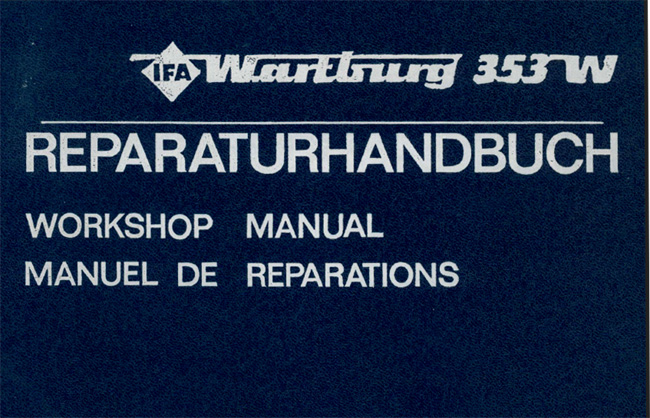 IFA Wartburg 353 W
REPARATURHANDBUCH
WORKSHOP MANUAL
MANUEL DE REPARATIONS